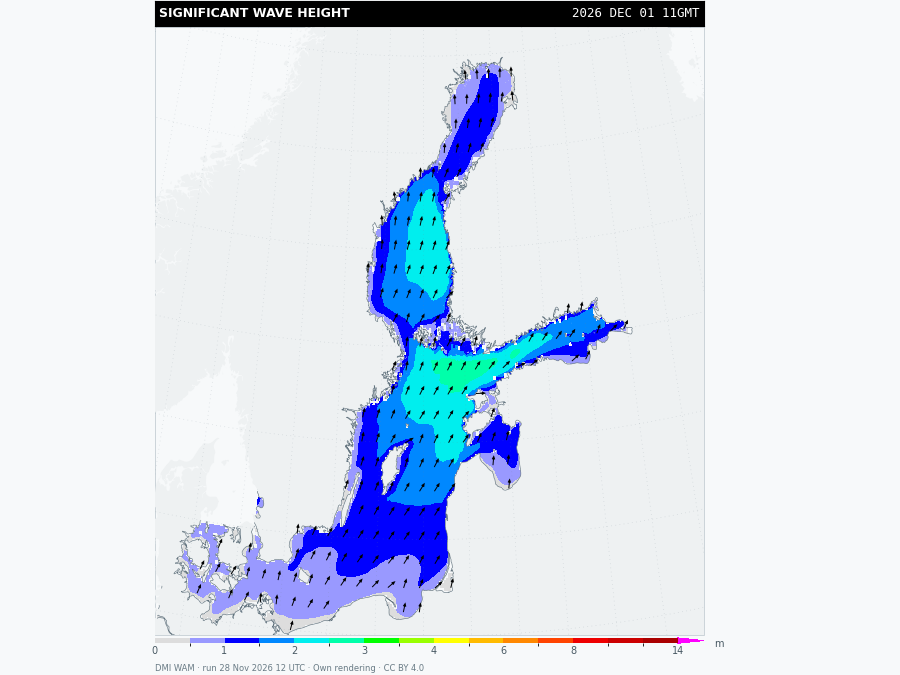 SIGNIFICANT WAVE HEIGHT 2026 DEC 01 11GMT
0 1 2 3 4 6 8 14 m
DMI WAM · run 28 Nov 2026 12 UTC · Own rendering · CC BY 4.0